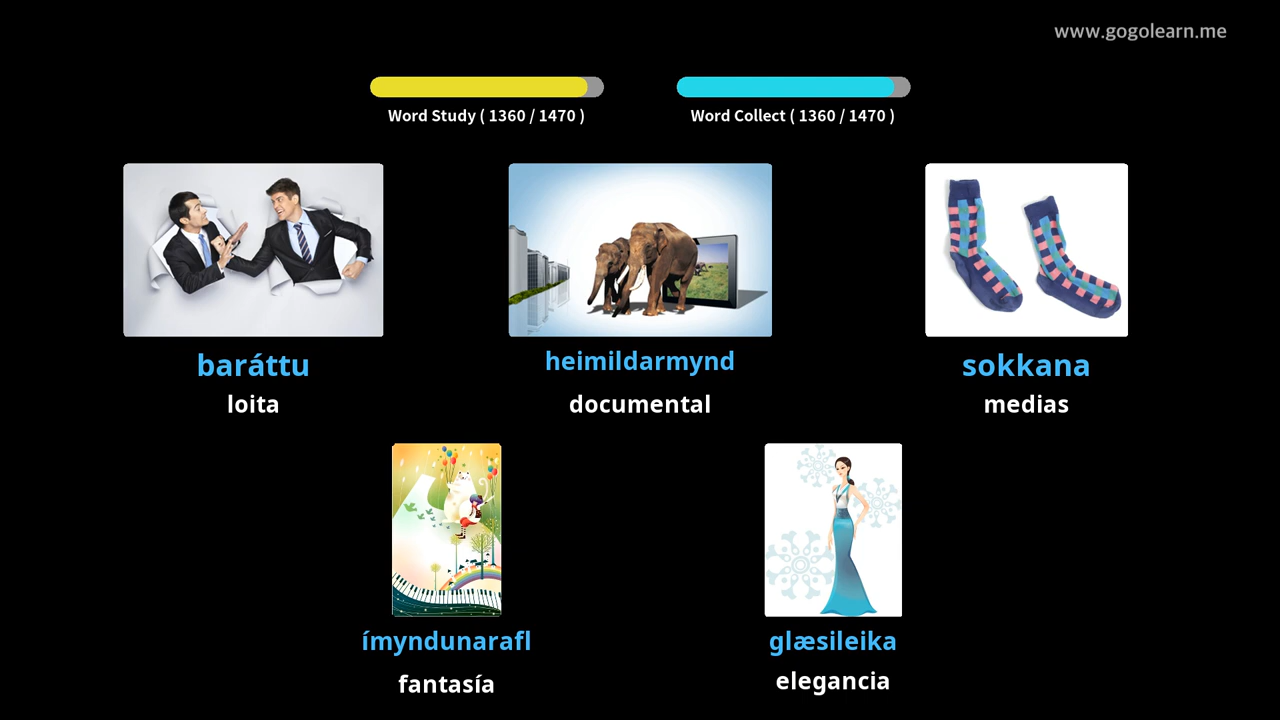 www.gogolearn.me
Word Study ( 1360 / 1470 )
Word Collect ( 1360 / 1470 )
baráttu
loita
heimildarmynd
documental
sokkana
medias
ímyndunarafl
fantasía
glæsileika
elegancia